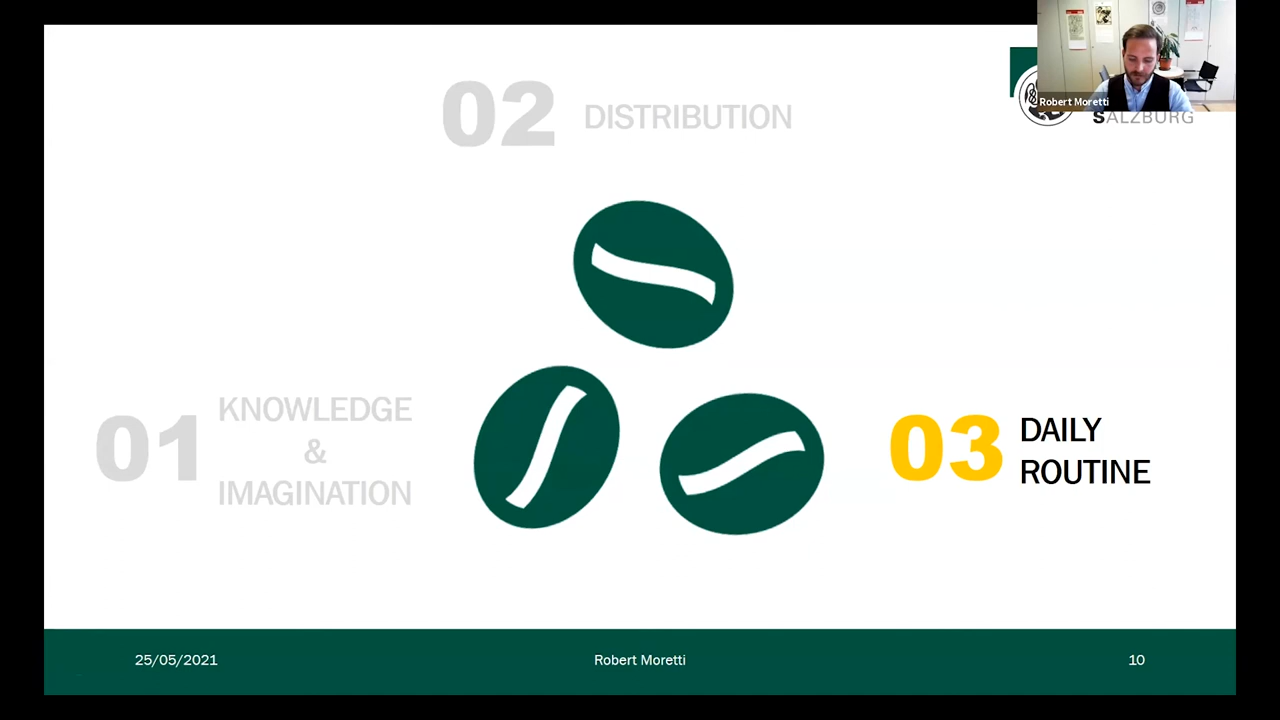 02 DISTRIBUTION
Robert Moretti
SALZBURG
01
KNOWLEDGE
&
IMAGINATION
03
DAILY
ROUTINE
25/05/2021
Robert Moretti
10